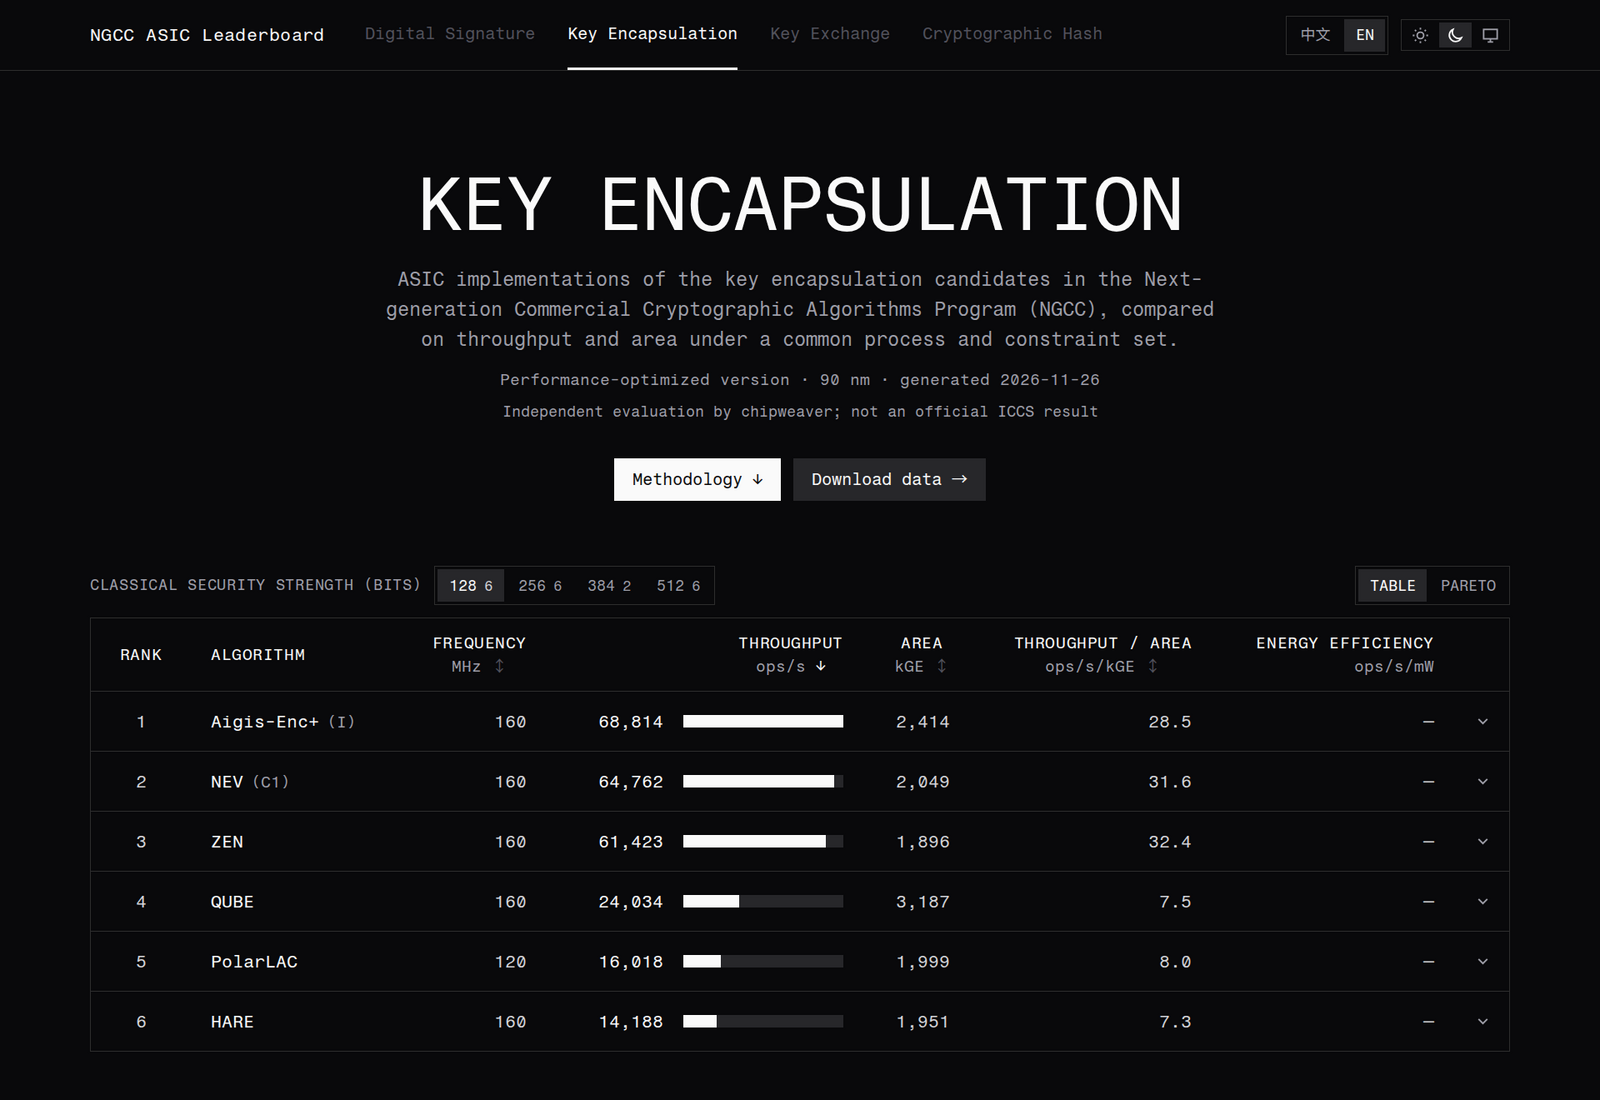 NGCC ASIC Leaderboard Digital Signature Key Encapsulation Key Exchange Cryptographic Hash 中文 EN
KEY ENCAPSULATION
ASIC implementations of the key encapsulation candidates in the Next-
generation Commercial Cryptographic Algorithms Program (NGCC), compared
on throughput and area under a common process and constraint set.
Performance-optimized version · 90 nm · generated 2026-11-26
Independent evaluation by chipweaver; not an official ICCS result
Methodology ↓ Download data →
CLASSICAL SECURITY STRENGTH (BITS) 128 6 256 6 384 2 512 6 TABLE PARETO
RANK ALGORITHM FREQUENCY THROUGHPUT AREA THROUGHPUT / AREA ENERGY EFFICIENCY
MHz ↕ ops/s ↓ kGE ↕ ops/s/kGE ↕ ops/s/mW
1 Aigis-Enc+ (I) 160 68,814 2,414 28.5 —
2 NEV (C1) 160 64,762 2,049 31.6 —
3 ZEN 160 61,423 1,896 32.4 —
4 QUBE 160 24,034 3,187 7.5 —
5 PolarLAC 120 16,018 1,999 8.0 —
6 HARE 160 14,188 1,951 7.3 —